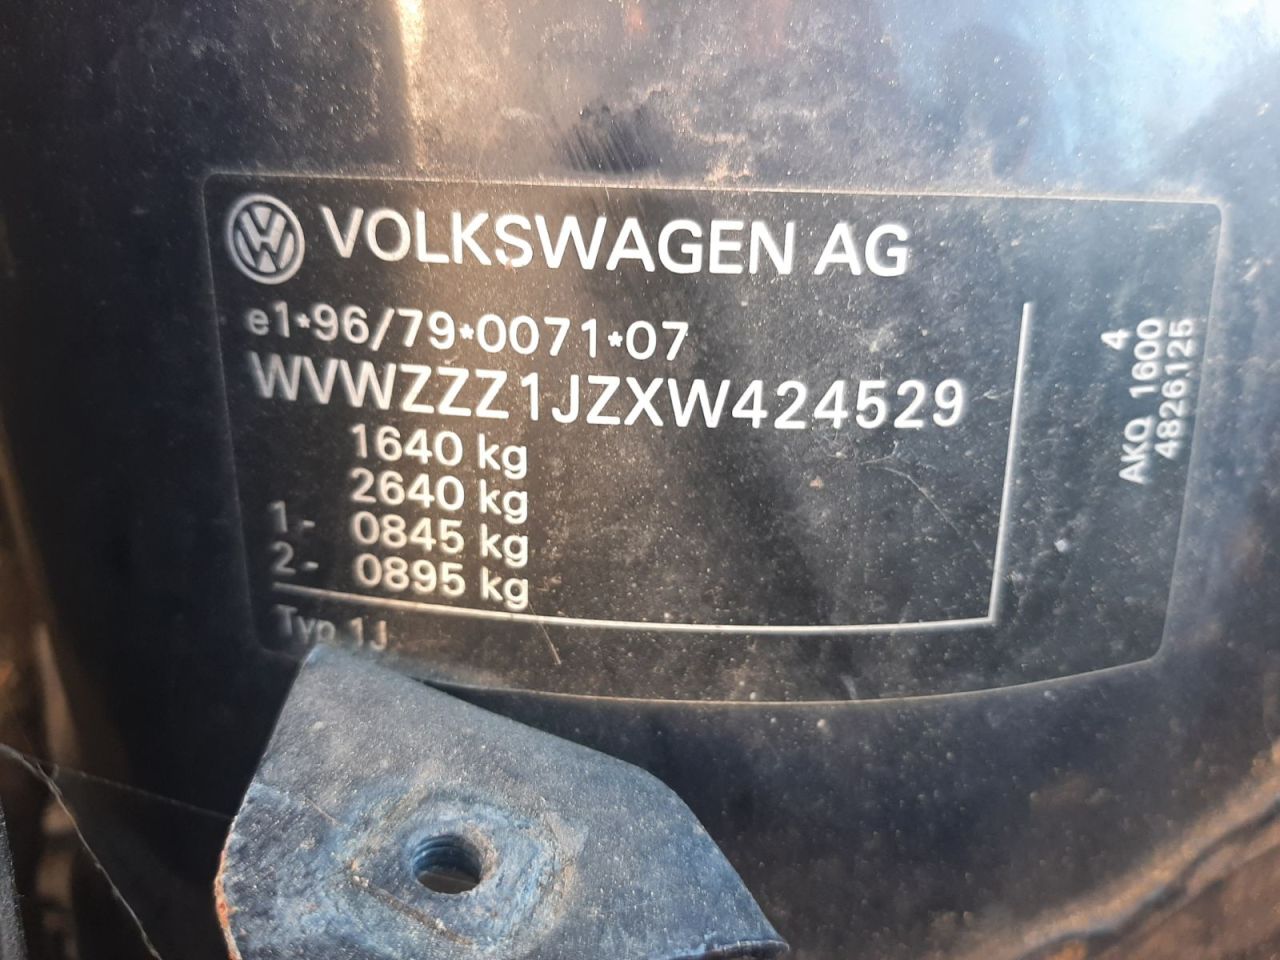 VOLKSWAGEN AG
e1*96/79*0071*07
WVWZZZ1JZXW424529
1640 kg
2640 kg
1- 0845 kg
2- 0895 kg
Typ 1J
4
AKQ 1600
4826125